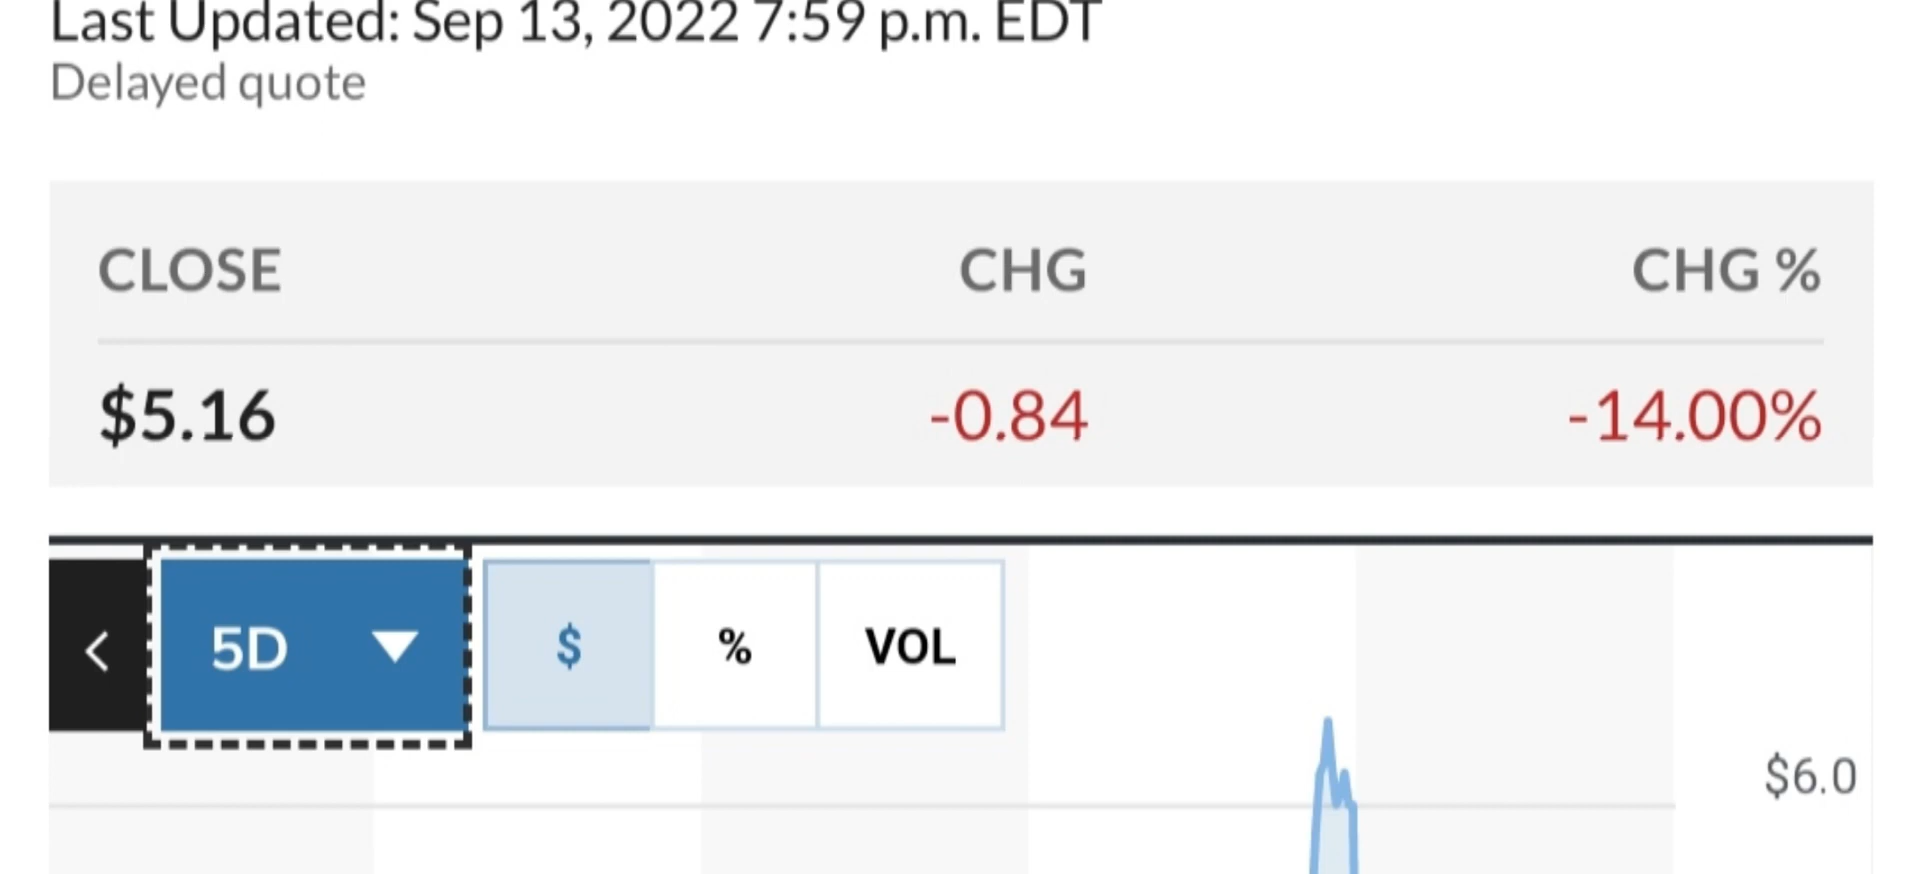 Last Updated: Sep 13, 2022 7:59 p.m. EDT
Delayed quote
CLOSE CHG CHG %
$5.16 -0.84 -14.00%
5D $ % VOL
$6.0